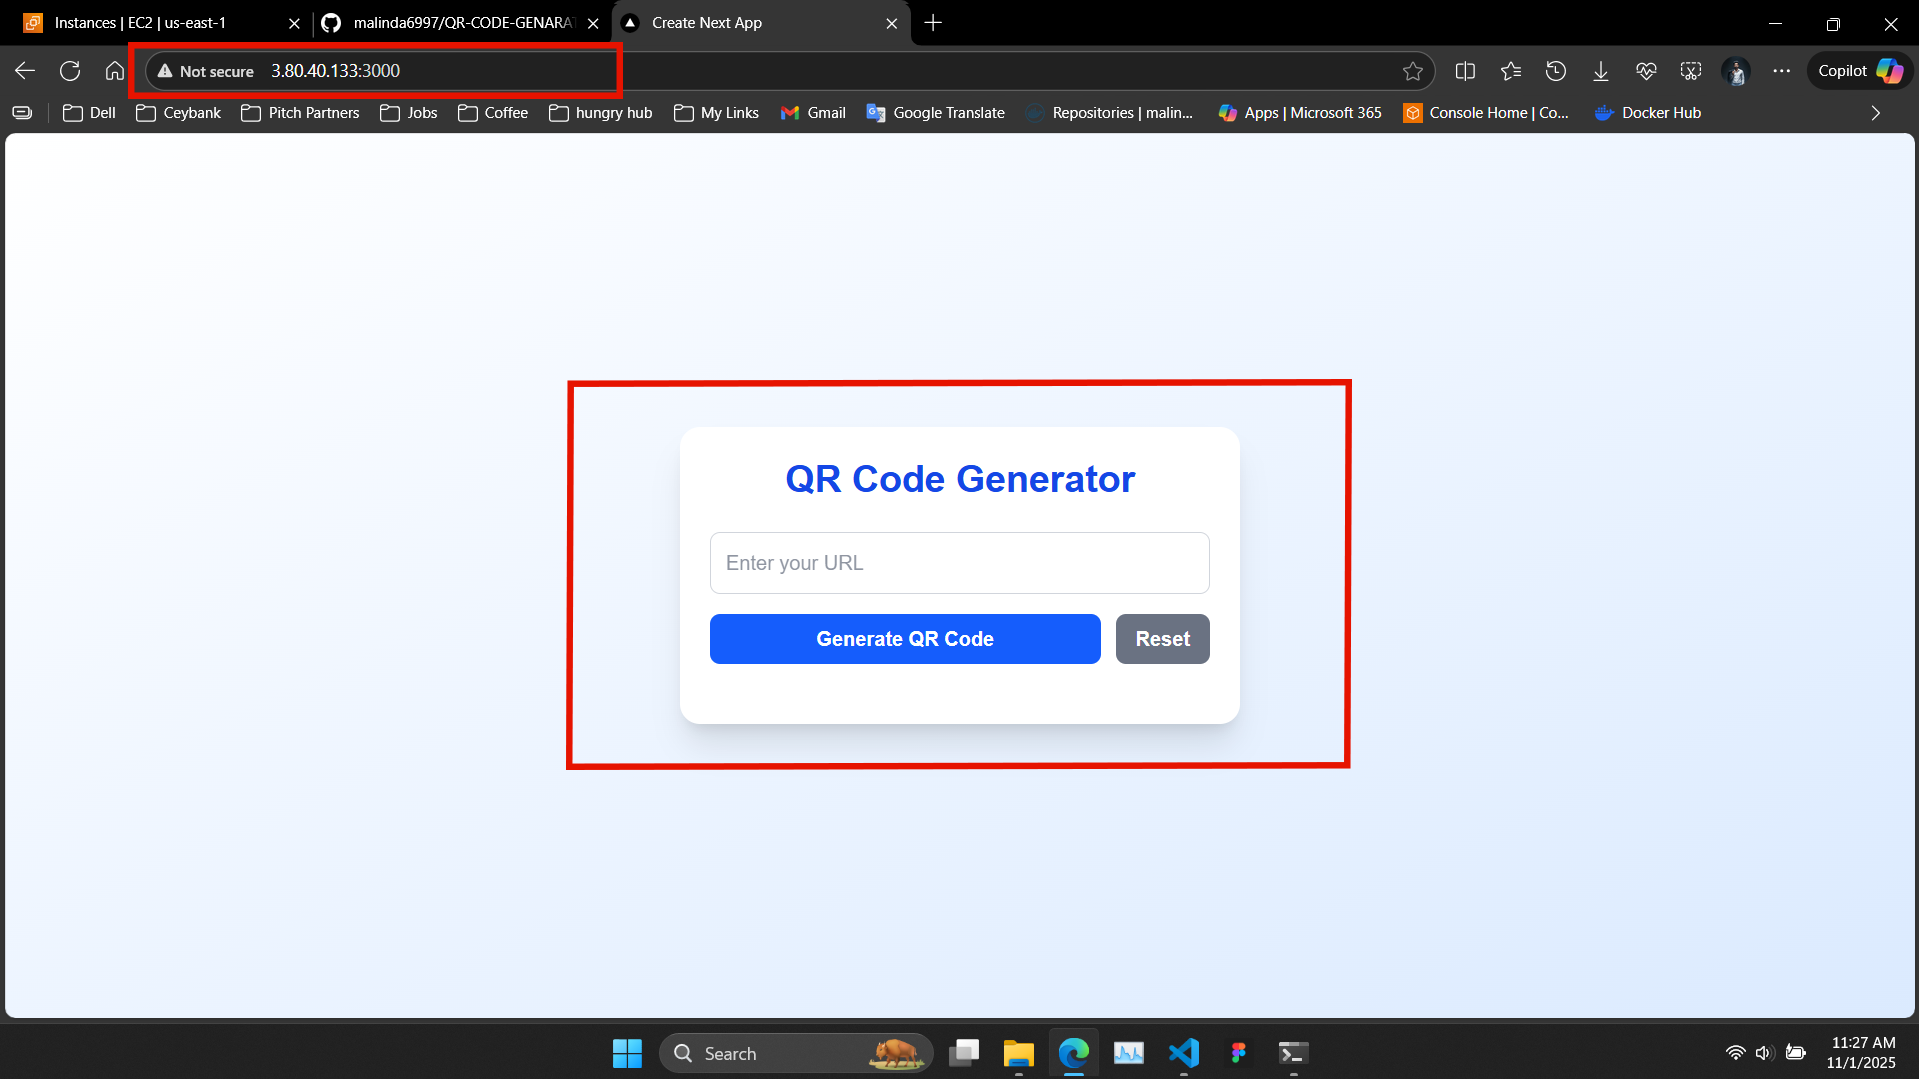 Instances | EC2 | us-east-1
malinda6997/QR-CODE-GENARAT
Create Next App
Not secure 3.80.40.133:3000
Copilot
Dell Ceybank Pitch Partners Jobs Coffee hungry hub My Links Gmail Google Translate Repositories | malin... Apps | Microsoft 365 Console Home | Co... Docker Hub
QR Code Generator
Enter your URL
Generate QR Code Reset
Search
11:27 AM
11/1/2025